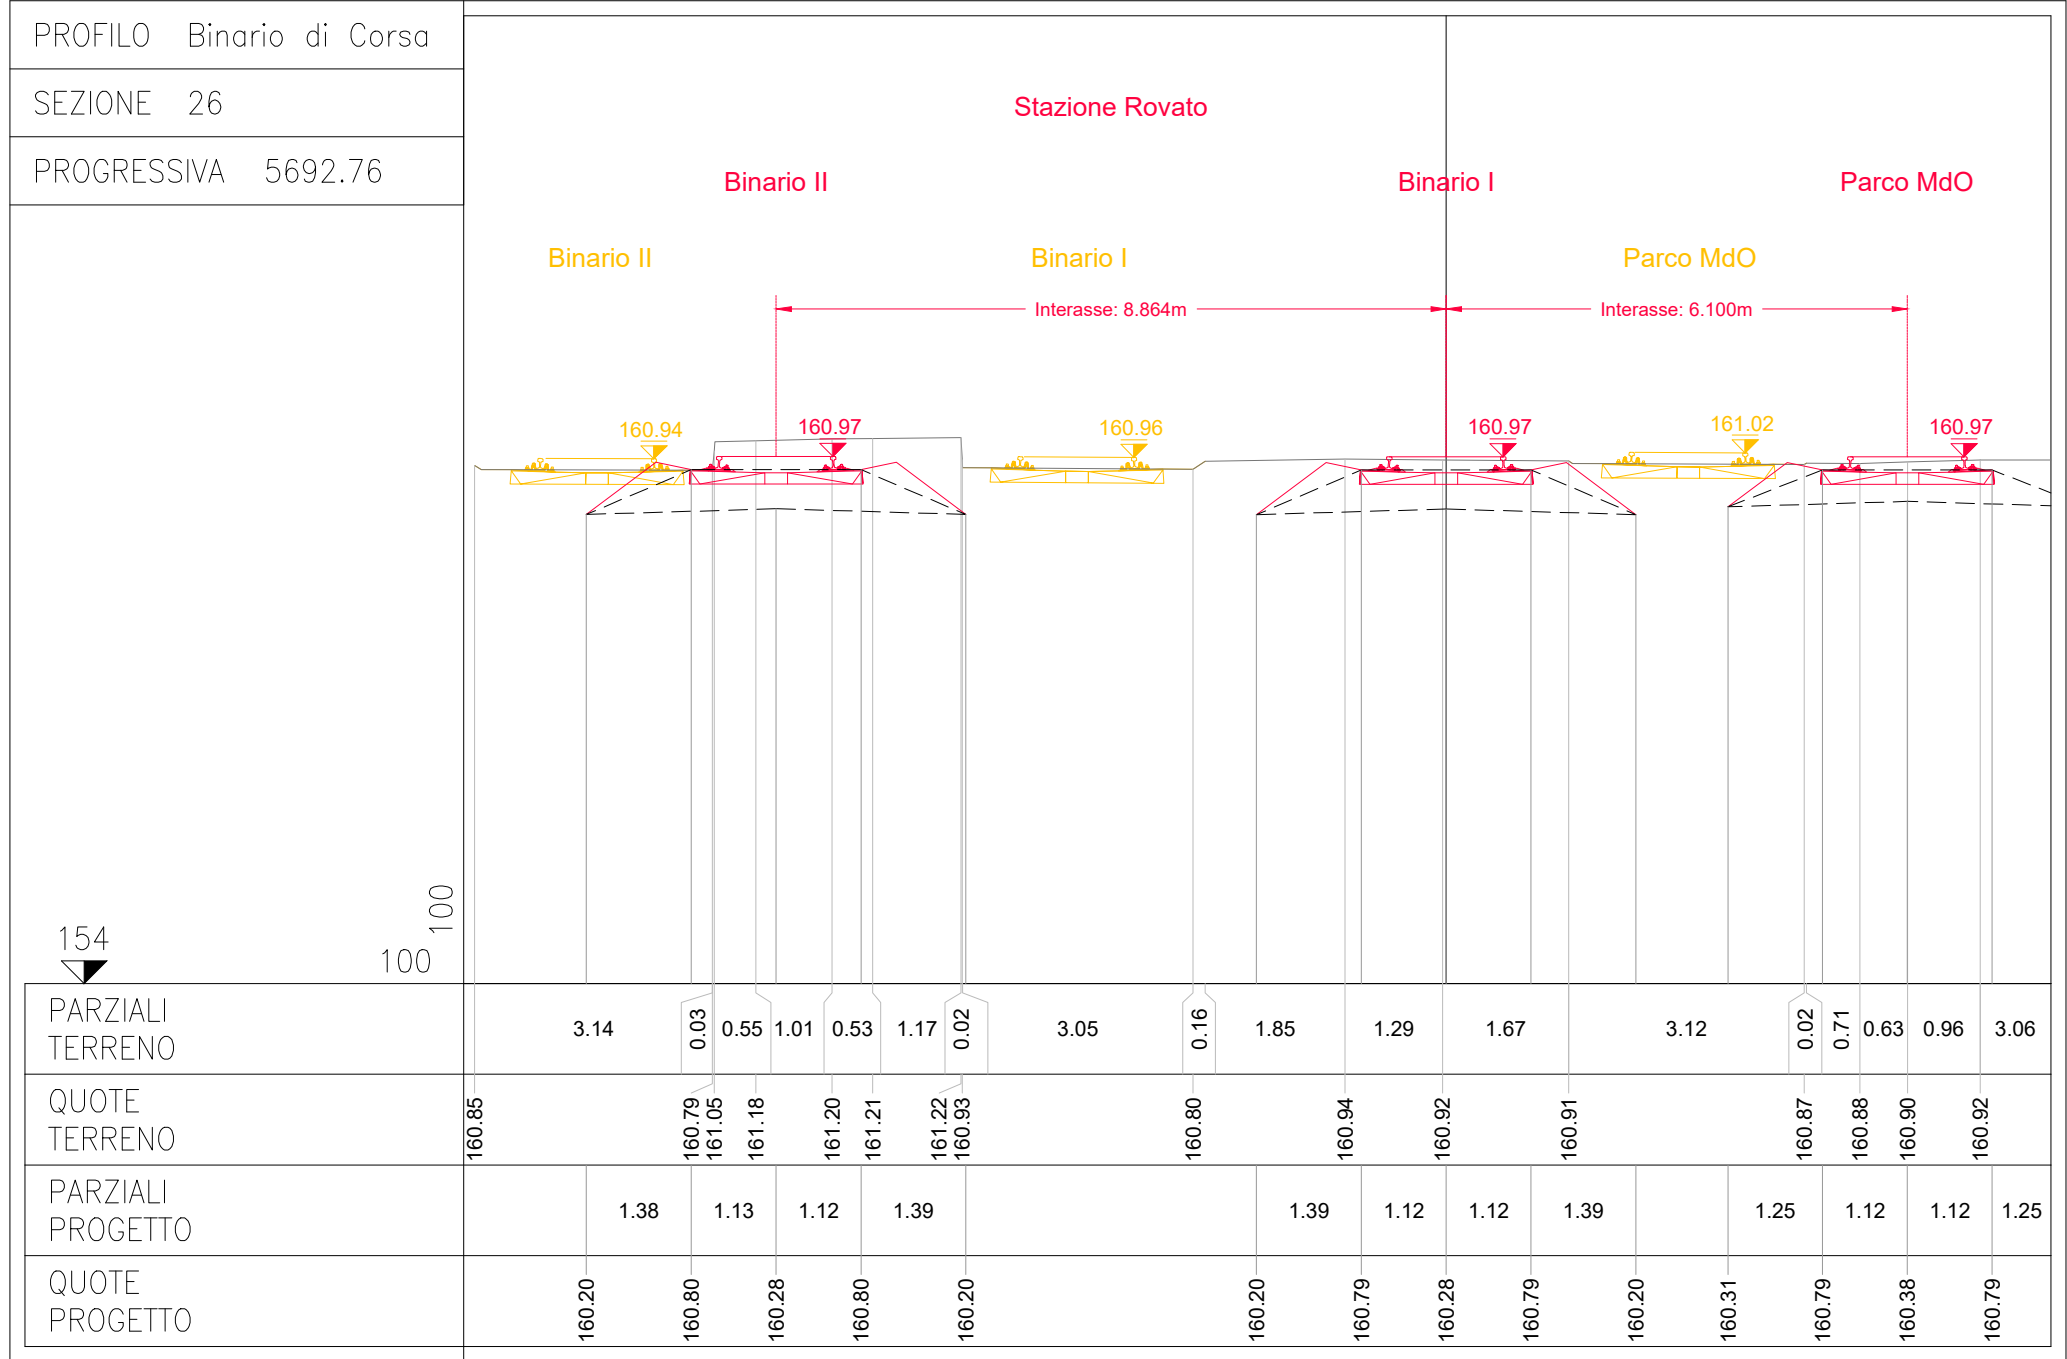 PROFILO Binario di Corsa
SEZIONE 26
PROGRESSIVA 5692.76
Stazione Rovato
Binario II Binario I Parco MdO
Binario II Binario I Parco MdO
Interasse: 8.864m Interasse: 6.100m
160.94 160.97 160.96 160.97 161.02 160.97
100
154
100
PARZIALI
TERRENO
3.14 0.03 0.55 1.01 0.53 1.17 0.02 3.05 0.16 1.85 1.29 1.67 3.12 0.02 0.71 0.63 0.96 3.06
QUOTE
TERRENO
160.85 160.79 161.05 161.18 161.20 161.21 161.22 160.93 160.80 160.94 160.92 160.91 160.87 160.88 160.90 160.92
PARZIALI
PROGETTO
1.38 1.13 1.12 1.39 1.39 1.12 1.12 1.39 1.25 1.12 1.12 1.25
QUOTE
PROGETTO
160.20 160.80 160.28 160.80 160.20 160.20 160.79 160.28 160.79 160.20 160.31 160.79 160.38 160.79